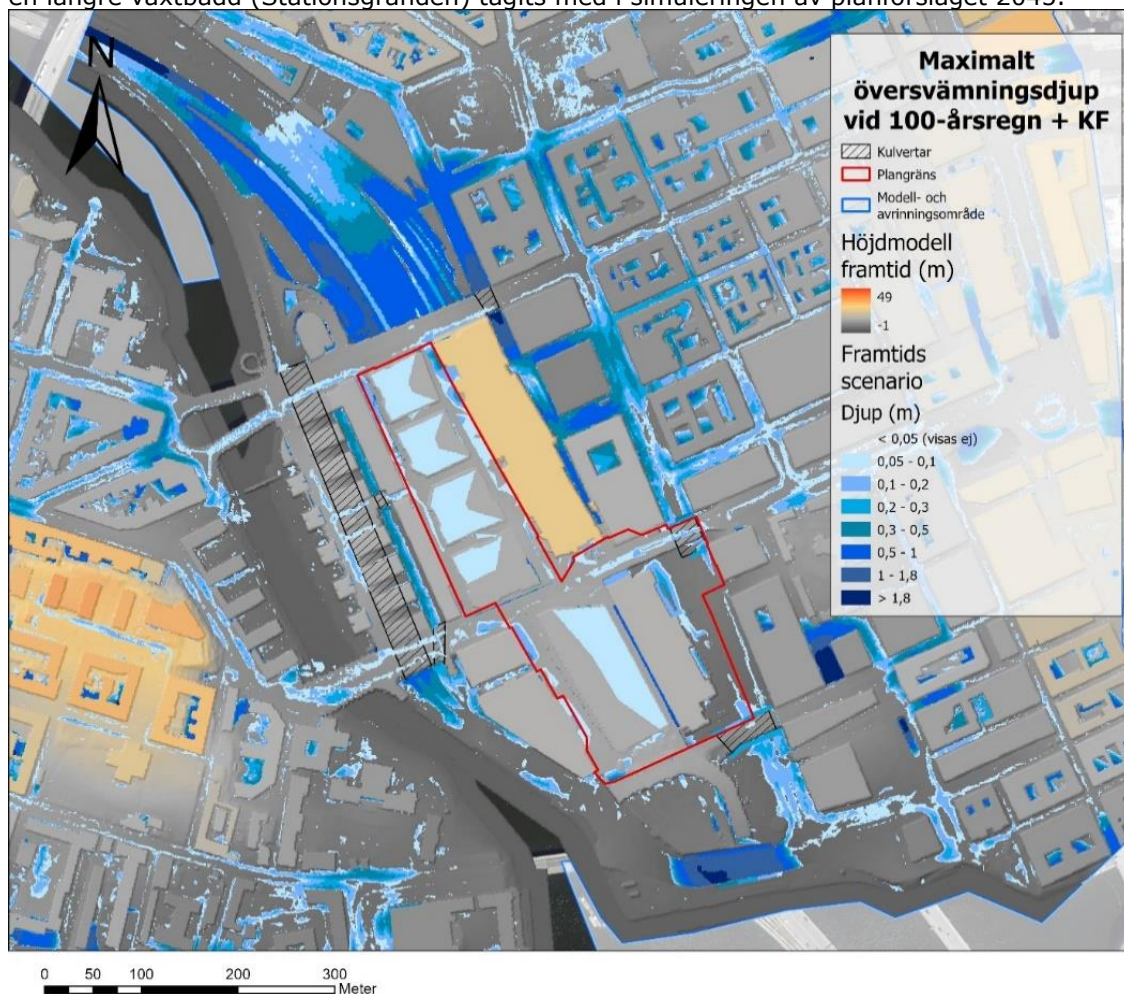 en längre växtbädd (Stationsgränden) tagits med i simuleringen av planförslaget 2045.
N
Maximalt
översvämningsdjup
vid 100-årsregn + KF
Kulvertar
Plangräns
Modell- och
avrinningsområde
Höjdmodell
framtid (m)
49
-1
Framtids
scenario
Djup (m)
< 0,05 (visas ej)
0,05 - 0,1
0,1 - 0,2
0,2 - 0,3
0,3 - 0,5
0,5 - 1
1 - 1,8
> 1,8
0 50 100 200 300
Meter